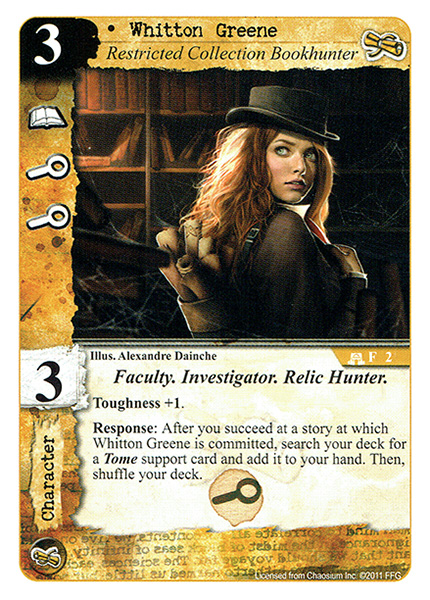 3
• Whitton Greene
Restricted Collection Bookhunter
Illus. Alexandre Dainche
F 2
3
Faculty. Investigator. Relic Hunter.
Toughness +1.
Response: After you succeed at a story at which
Whitton Greene is committed, search your deck for
a Tome support card and add it to your hand. Then,
shuffle your deck.
Character
Licensed from Chaosium Inc. ©2011 FFG